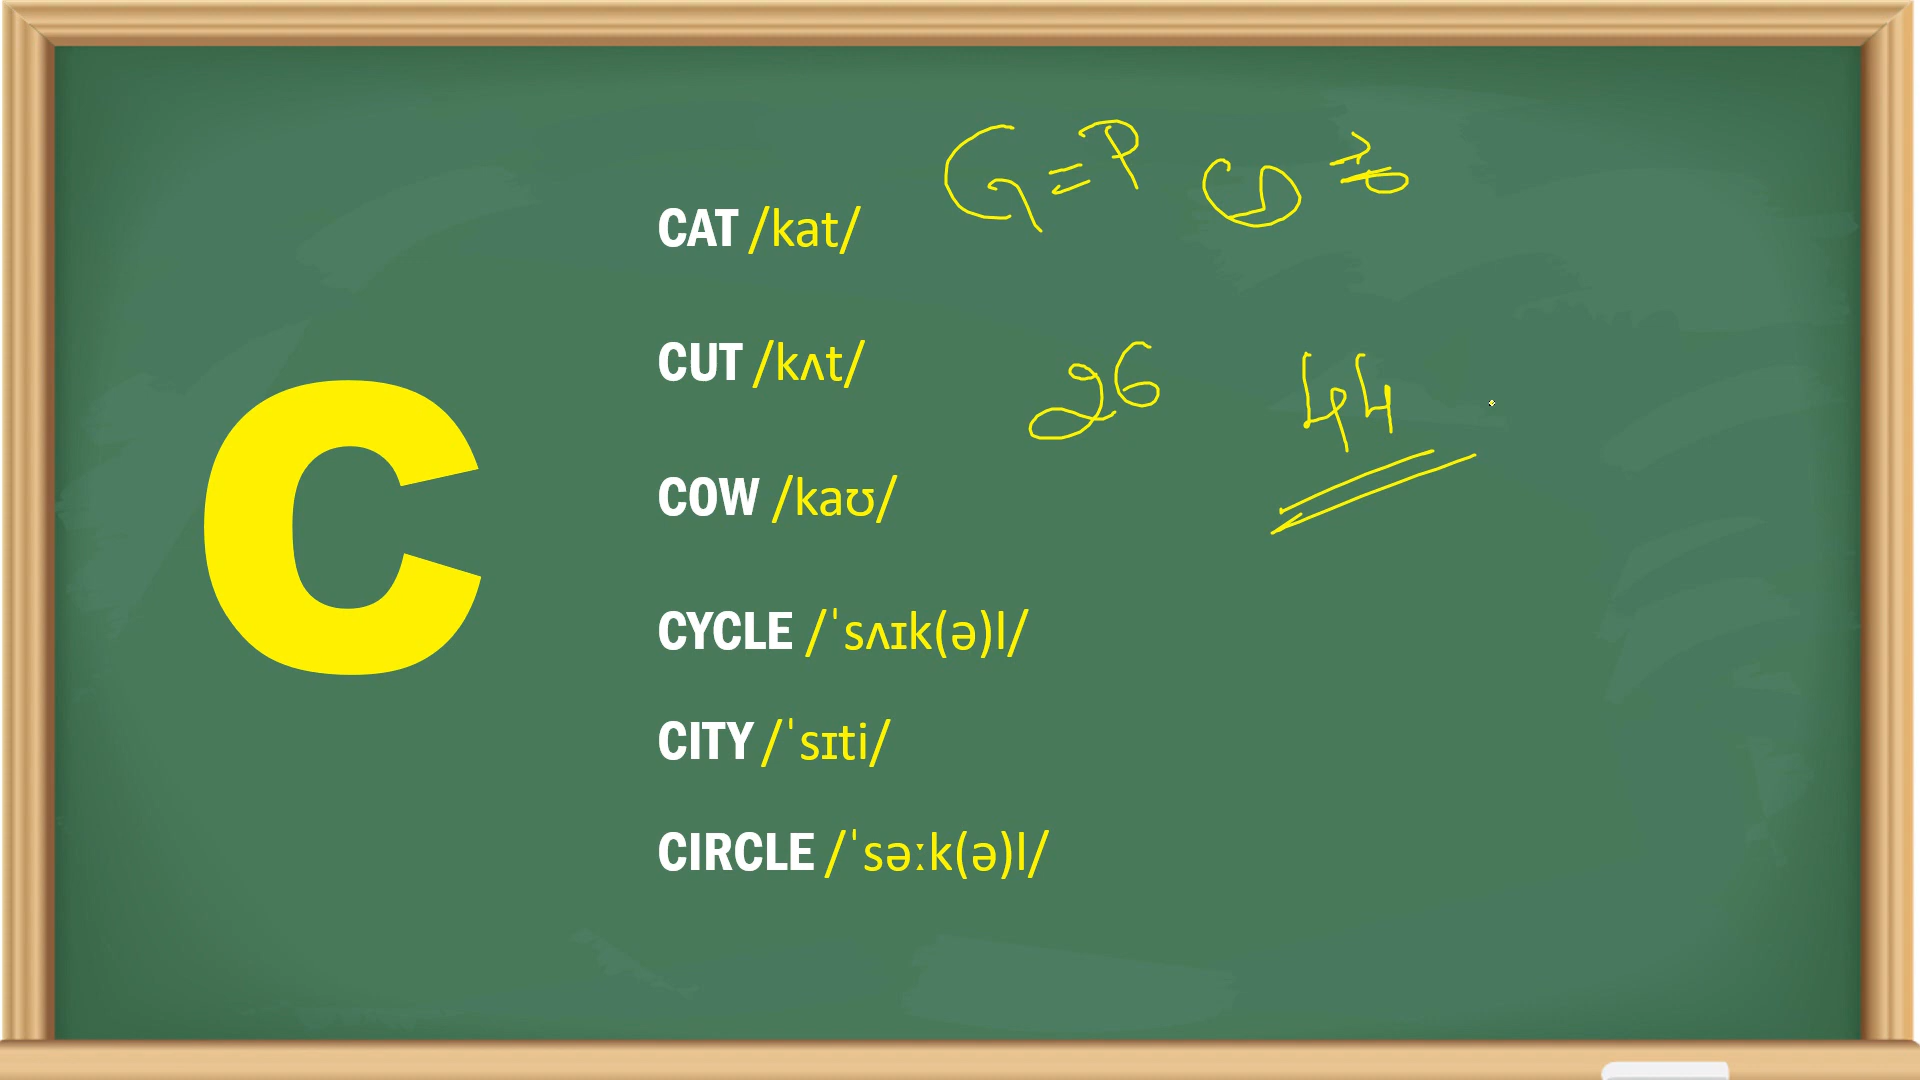 C
CAT /kat/
CUT /kʌt/
26 44
COW /kaʊ/
CYCLE /ˈsʌɪk(ə)l/
CITY /ˈsɪti/
CIRCLE /ˈsəːk(ə)l/